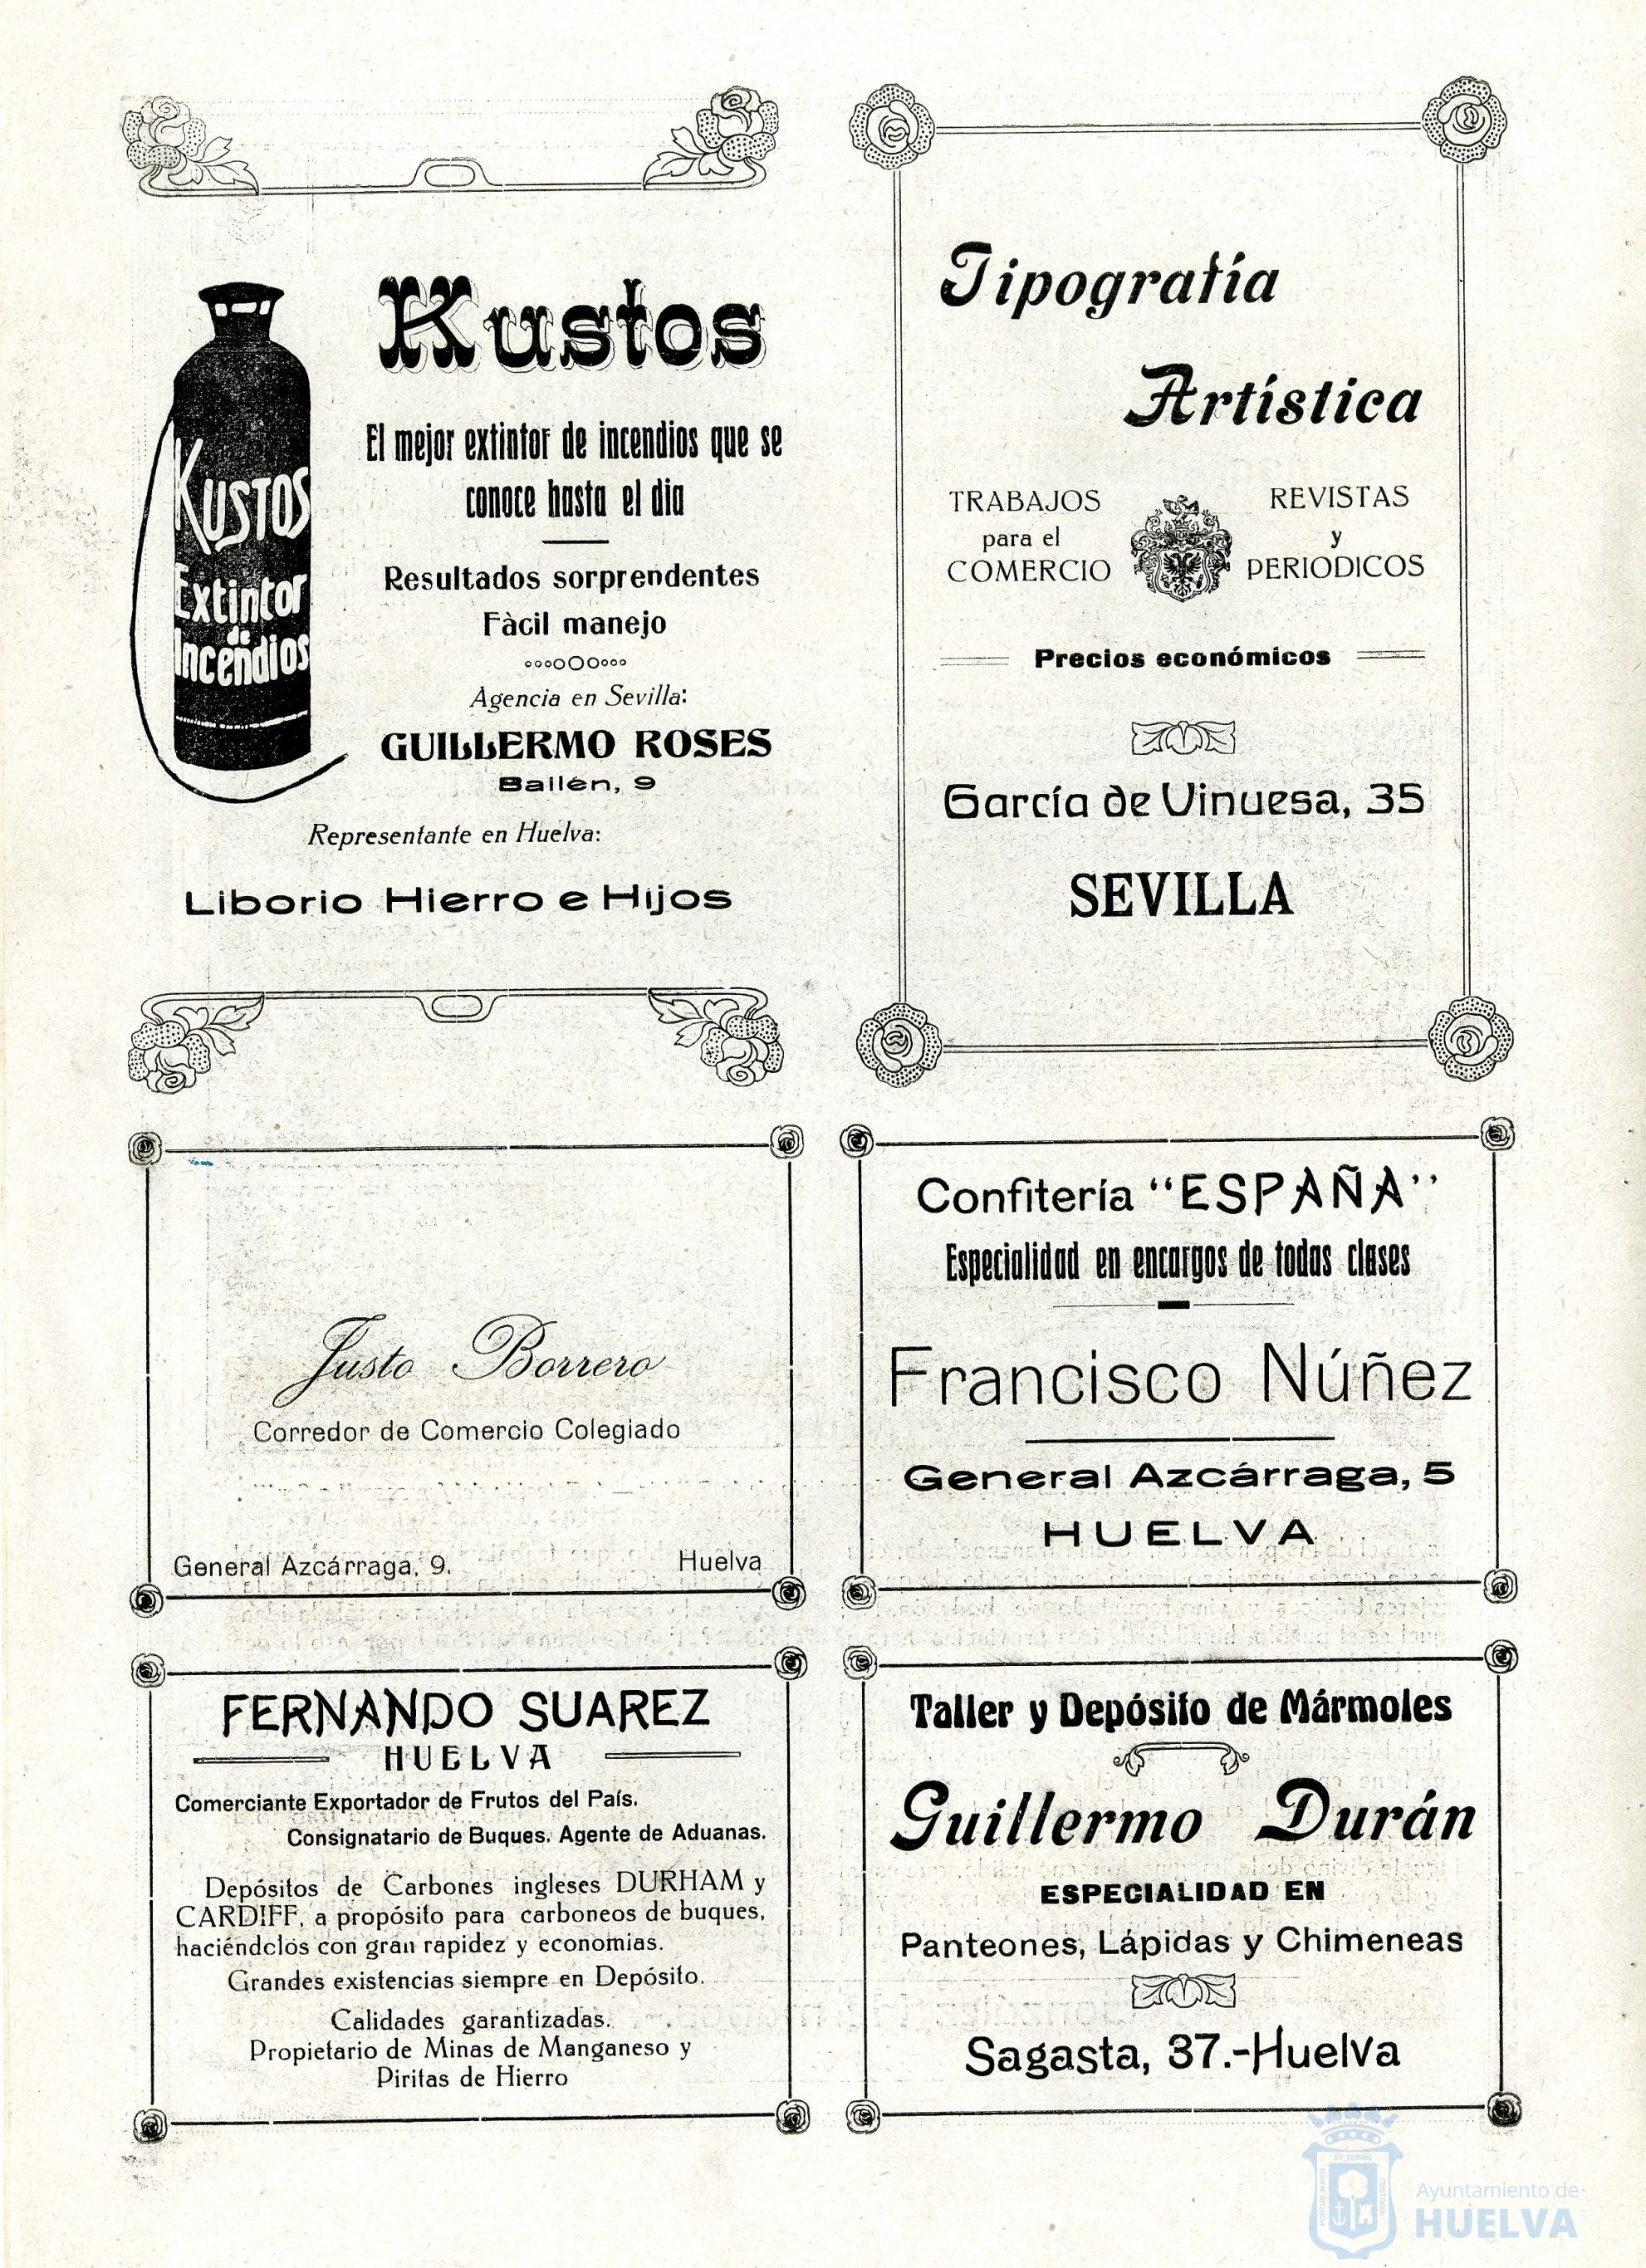 Kustos
El mejor extintor de incendios que se
conoce hasta el dia
Resultados sorprendentes
Fàcil manejo
Agencia en Sevilla:
GUILLERMO ROSES
Bailén, 9
Representante en Huelva:
Liborio Hierro e Hijos
KUSTOS
Extintor
de
Incendios
Tipografía
Artística
TRABAJOS
para el
COMERCIO
REVISTAS
y
PERIODICOS
Precios económicos
García de Vinuesa, 35
SEVILLA
Justo Borrero
Corredor de Comercio Colegiado
General Azcárraga, 9. Huelva
Confitería “ESPAÑA”
Especialidad en encargos de todas clases
Francisco Núñez
General Azcárraga, 5
HUELVA
FERNANDO SUAREZ
HUELVA
Comerciante Exportador de Frutos del País.
Consignatario de Buques. Agente de Aduanas.
Depósitos de Carbones ingleses DURHAM y
CARDIFF, a propósito para carboneos de buques,
haciéndolos con gran rapidez y economias.
Grandes existencias siempre en Depósito.
Calidades garantizadas.
Propietario de Minas de Manganeso y
Piritas de Hierro
Taller y Depósito de Mármoles
Guillermo Durán
ESPECIALIDAD EN
Panteones, Lápidas y Chimeneas
Sagasta, 37.-Huelva
Ayuntamiento de
HUELVA